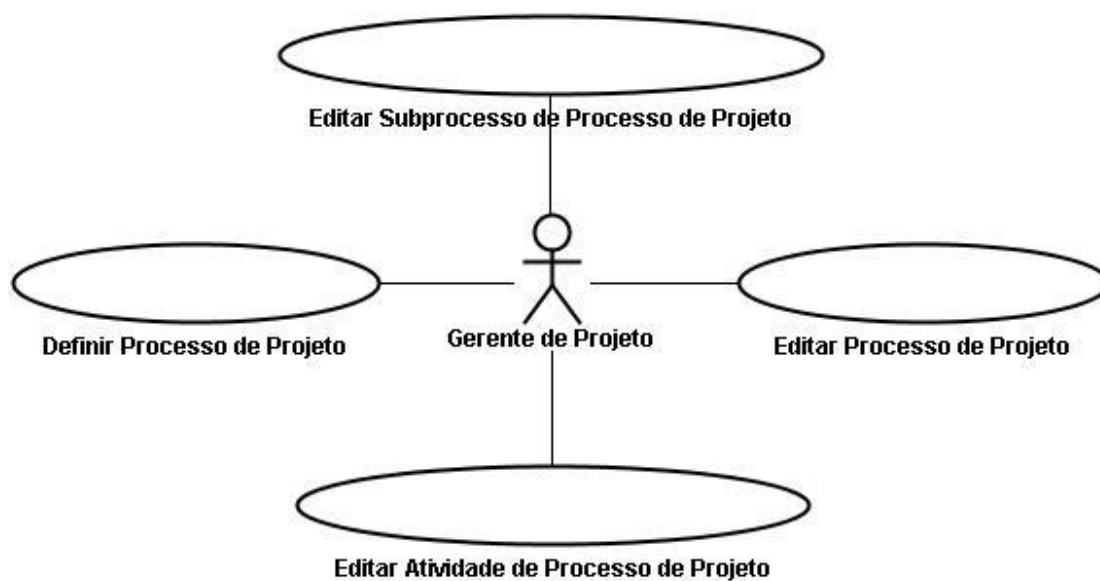 Editar Subprocesso de Processo de Projeto
Definir Processo de Projeto
Gerente de Projeto
Editar Processo de Projeto
Editar Atividade de Processo de Projeto